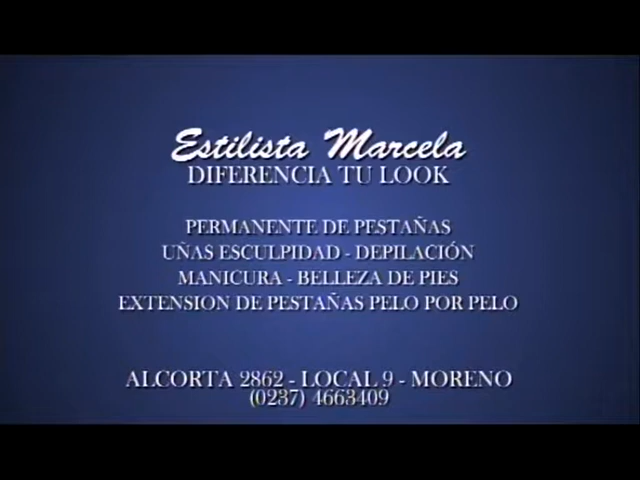 Estilista Marcela
DIFERENCIA TU LOOK
PERMANENTE DE PESTAÑAS
UÑAS ESCULPIDAD - DEPILACIÓN
MANICURA - BELLEZA DE PIES
EXTENSION DE PESTAÑAS PELO POR PELO
ALCORTA 2862 - LOCAL 9 - MORENO
(0237) 4663409